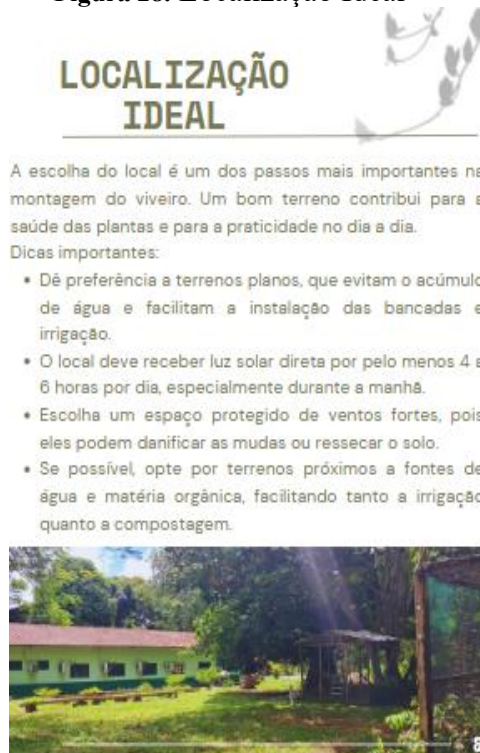 LOCALIZAÇÃO
IDEAL
A escolha do local é um dos passos mais importantes na
montagem do viveiro. Um bom terreno contribui para a
saúde das plantas e para a praticidade no dia a dia.
Dicas importantes:
• Dê preferência a terrenos planos, que evitam o acúmulo
de água e facilitam a instalação das bancadas e
irrigação.
• O local deve receber luz solar direta por pelo menos 4 a
6 horas por dia, especialmente durante a manhã.
• Escolha um espaço protegido de ventos fortes, pois
eles podem danificar as mudas ou ressecar o solo.
• Se possível, opte por terrenos próximos a fontes de
água e matéria orgânica, facilitando tanto a irrigação
quanto a compostagem.